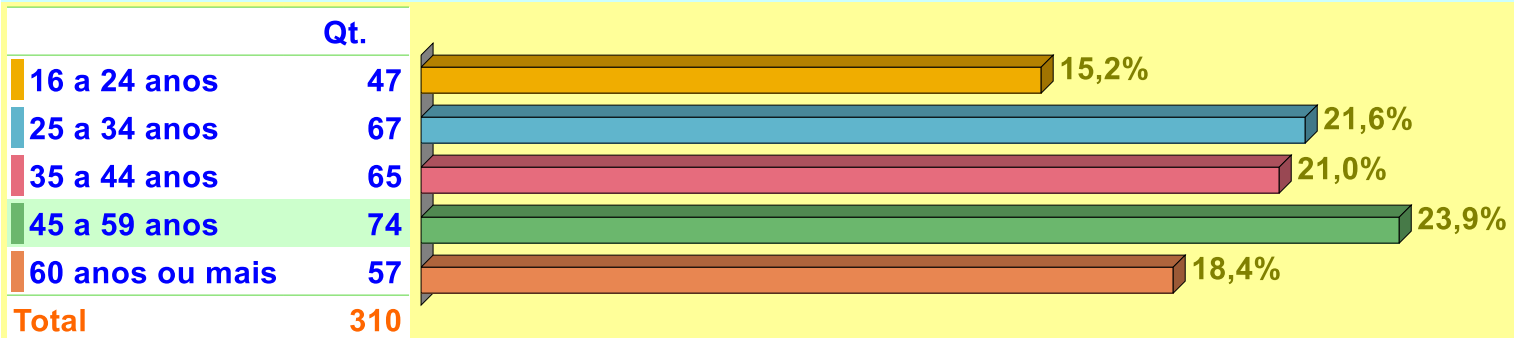 Qt.
16 a 24 anos 47 15,2%
25 a 34 anos 67 21,6%
35 a 44 anos 65 21,0%
45 a 59 anos 74 23,9%
60 anos ou mais 57 18,4%
Total 310